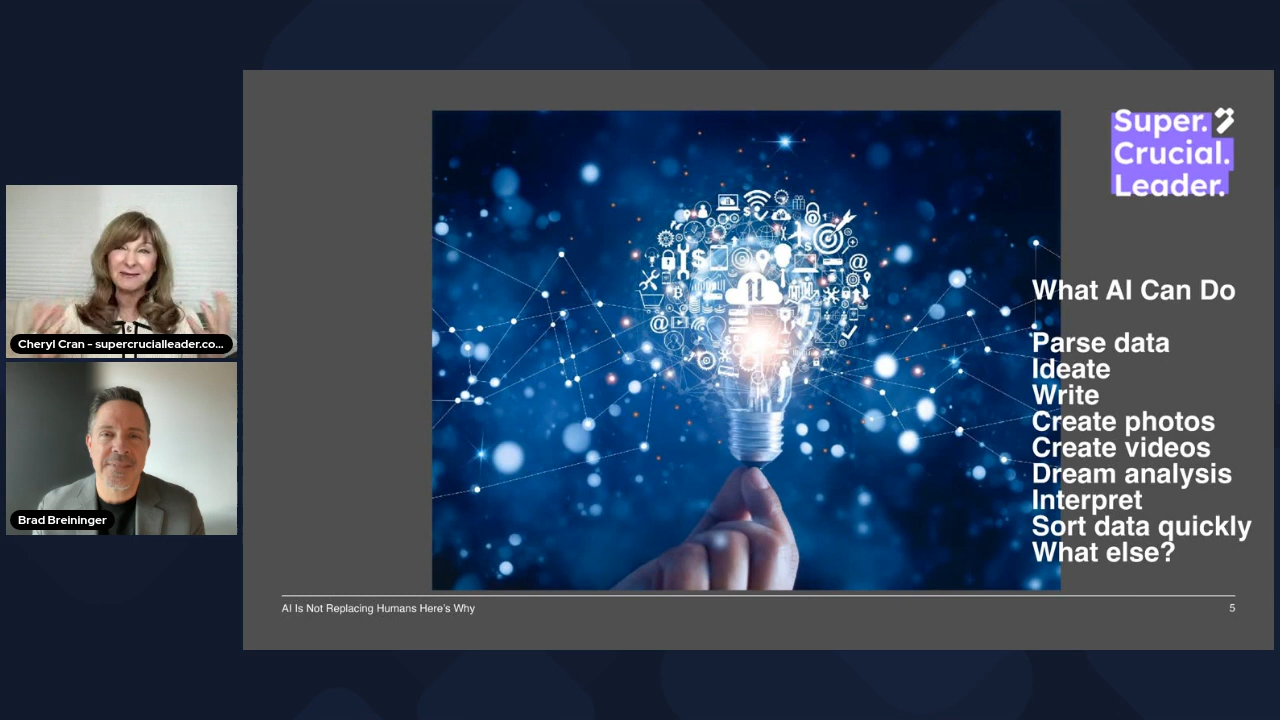 Cheryl Cran - supercrucialleader.co...
Brad Breininger
Super.
Crucial.
Leader.
What AI Can Do
Parse data
Ideate
Write
Create photos
Create videos
Dream analysis
Interpret
Sort data quickly
What else?
AI Is Not Replacing Humans Here's Why
5